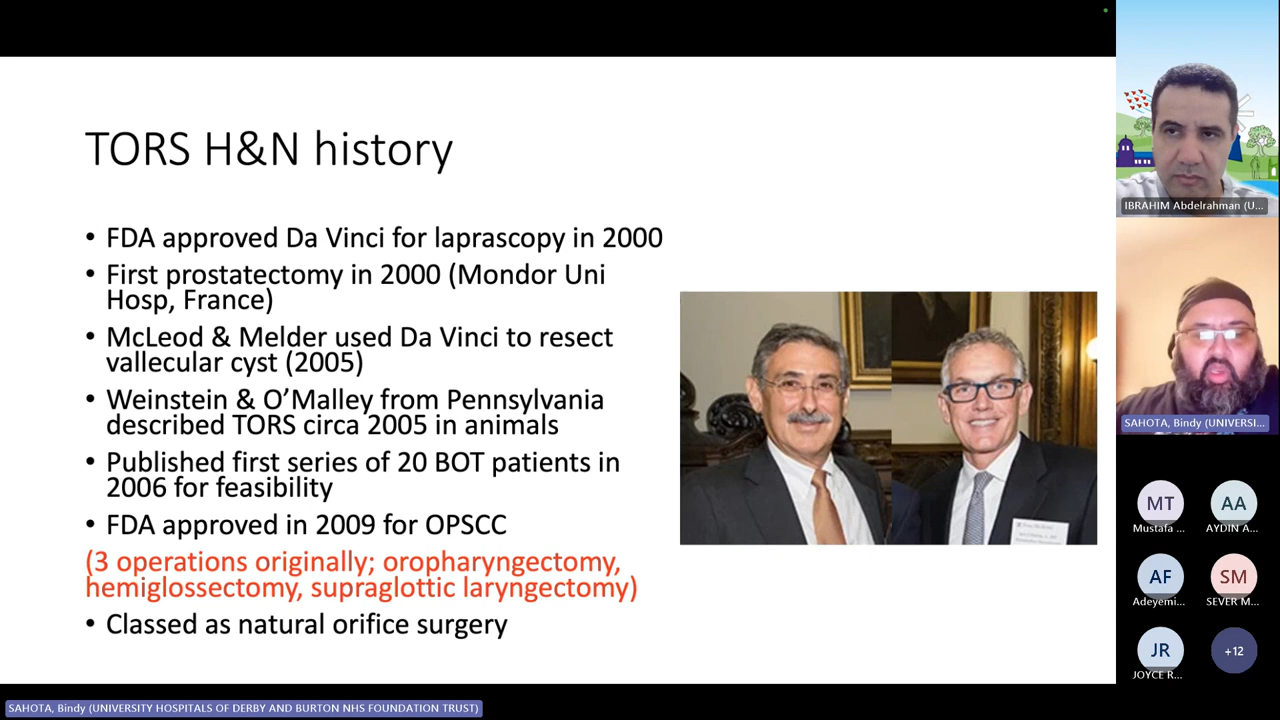 TORS H&N history
• FDA approved Da Vinci for laprascopy in 2000
• First prostatectomy in 2000 (Mondor Uni
Hosp, France)
• McLeod & Melder used Da Vinci to resect
vallecular cyst (2005)
• Weinstein & O’Malley from Pennsylvania
described TORS circa 2005 in animals
• Published first series of 20 BOT patients in
2006 for feasibility
• FDA approved in 2009 for OPSCC
(3 operations originally; oropharyngectomy,
hemiglossectomy, supraglottic laryngectomy)
• Classed as natural orifice surgery
IBRAHIM Abdelrahman (U...
SAHOTA, Bindy (UNIVERSI...
MT
Mustafa ...
AA
AYDIN A...
AF
Adeyemi...
SM
SEVER M...
JR
JOYCE R...
+12
SAHOTA, Bindy (UNIVERSITY HOSPITALS OF DERBY AND BURTON NHS FOUNDATION TRUST)